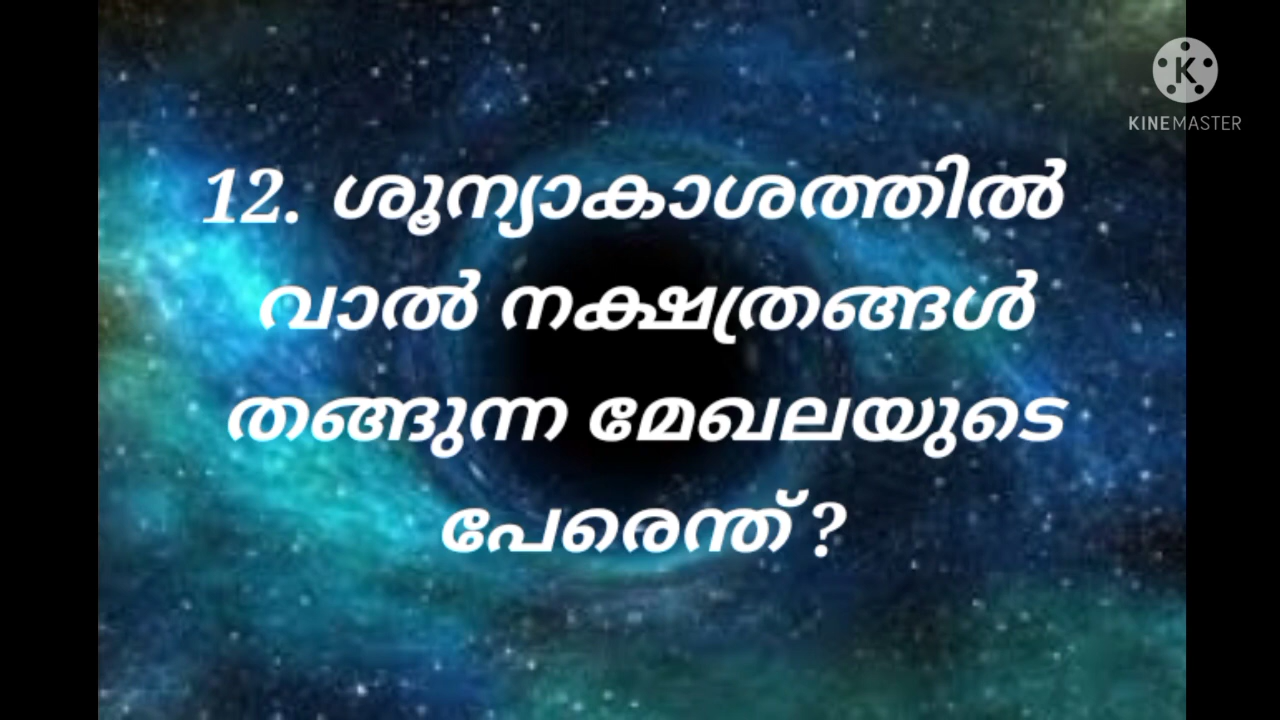 KINEMASTER
12. ശൂന്യാകാശത്തിൽ
വാൽ നക്ഷത്രങ്ങൾ
തങ്ങുന്ന മേഖലയുടെ
പേരെന്ത് ?